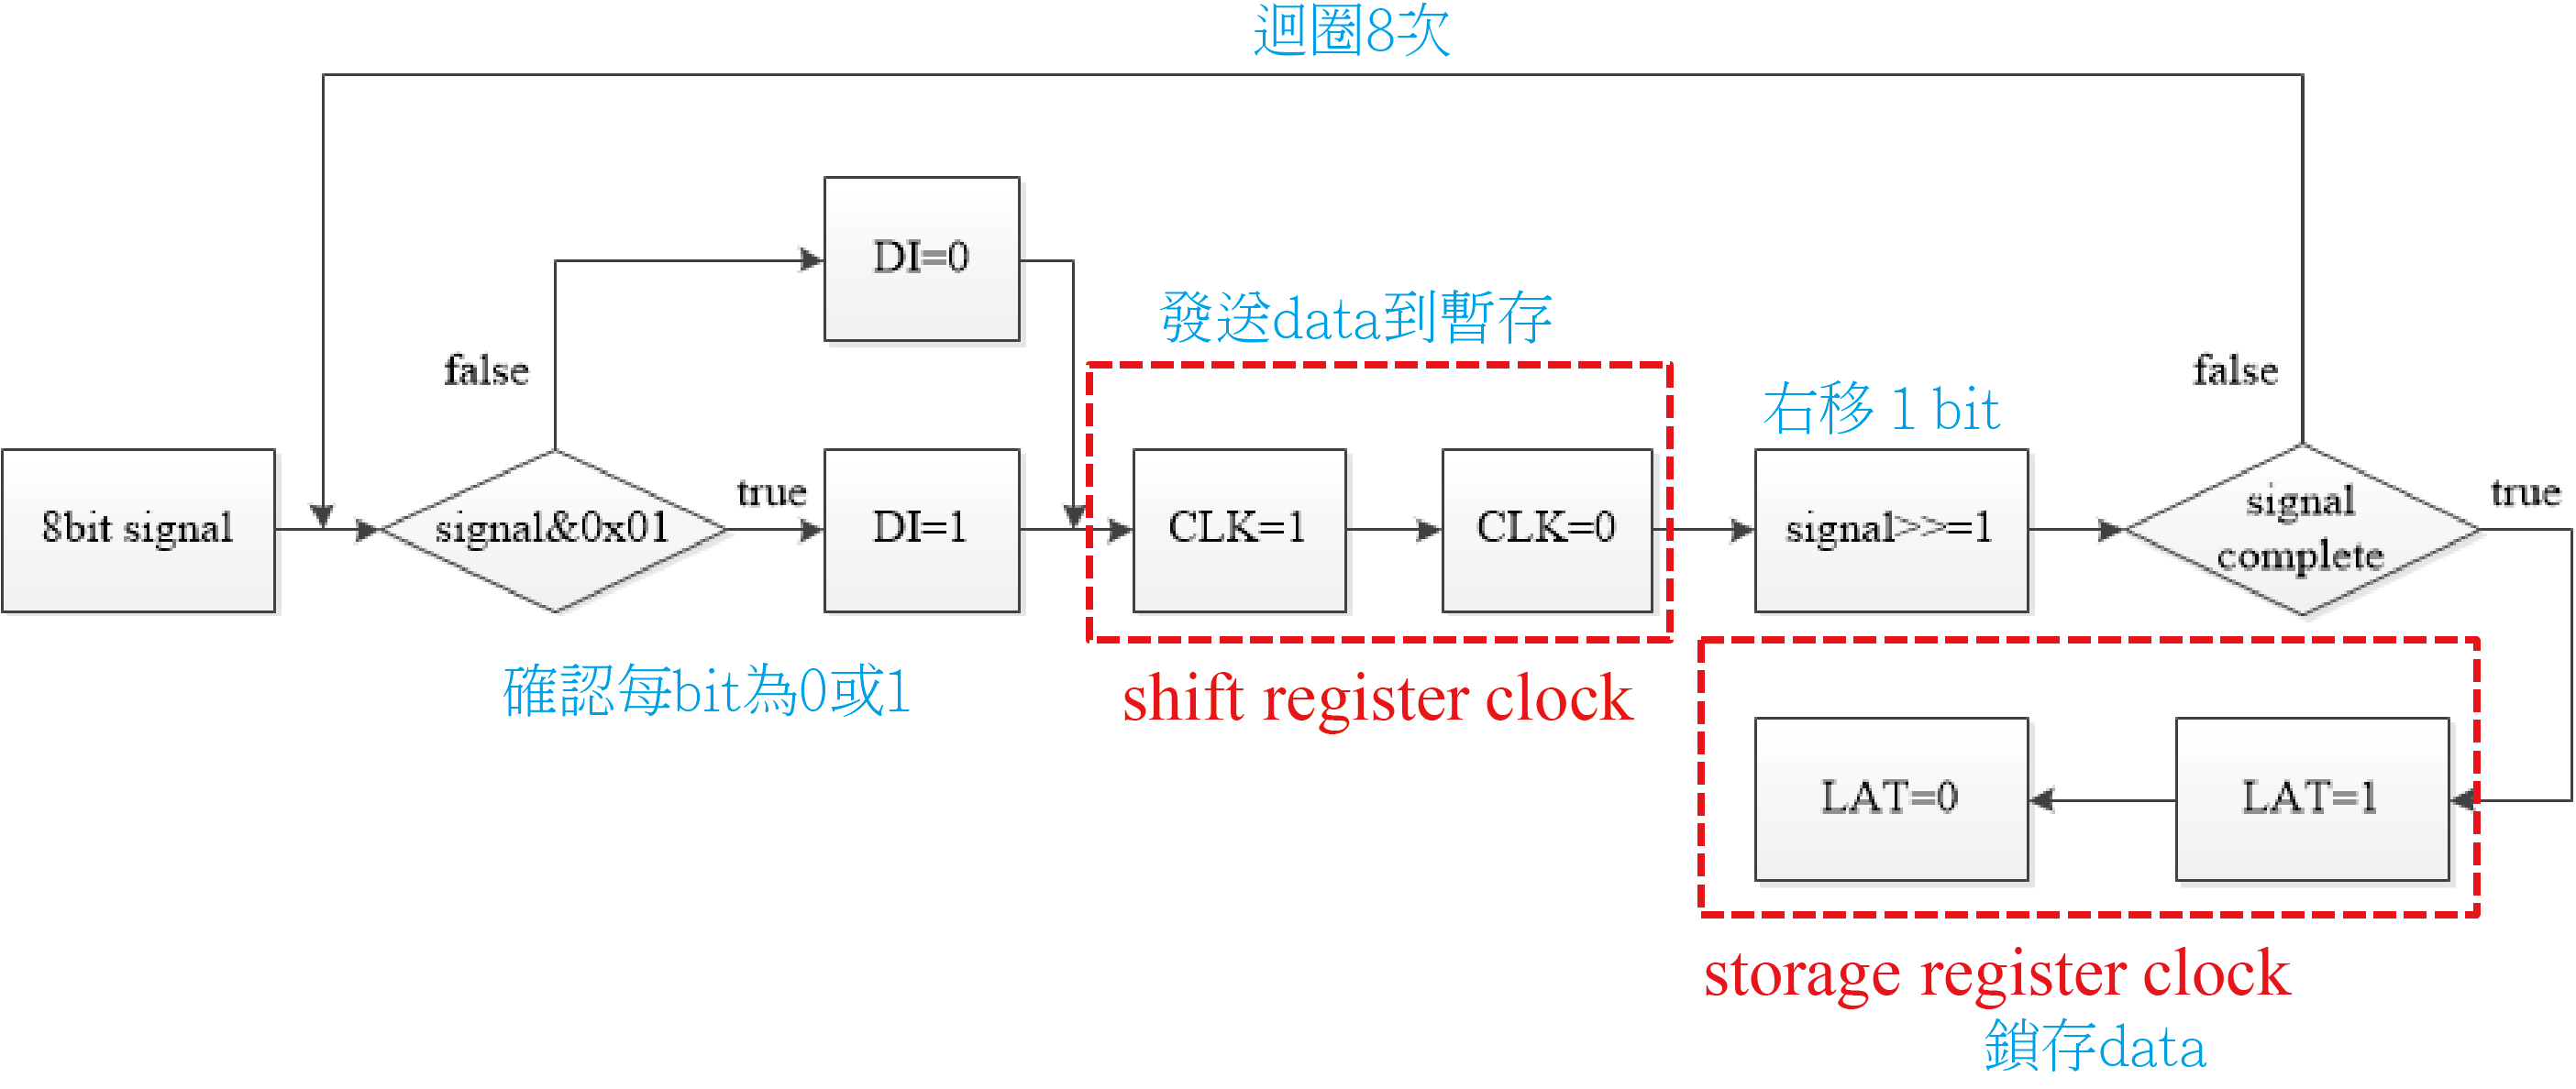 迴圈8次
DI=0
發送data到暫存
false
false
右移 1 bit
8bit signal
signal&0x01
true
DI=1
CLK=1
CLK=0
signal>>=1
signal
complete
true
確認每bit為0或1
shift register clock
LAT=0
LAT=1
storage register clock
鎖存data